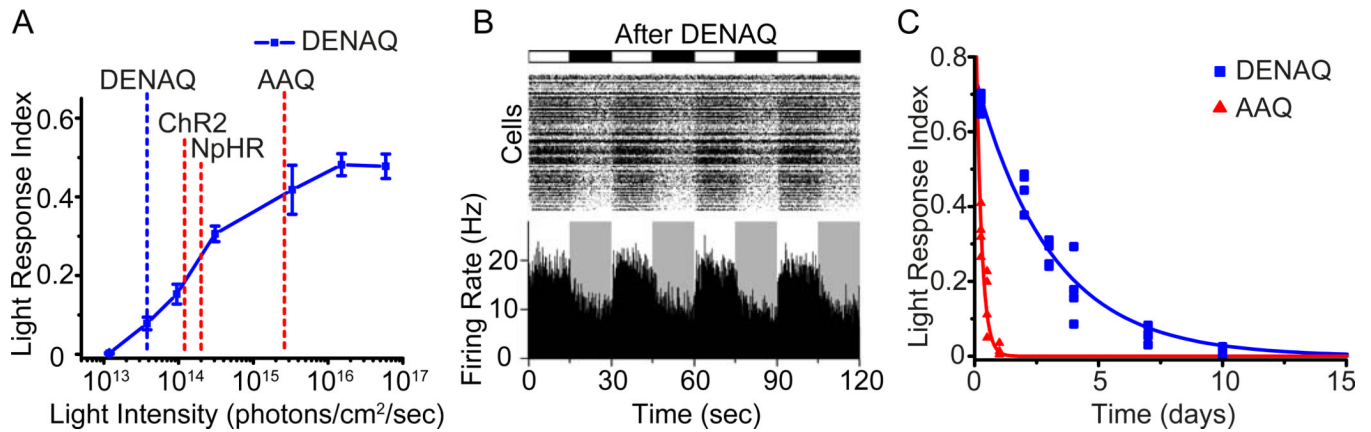 A
DENAQ
DENAQ
AAQ
ChR2
NpHR
Light Response Index
0.6
0.4
0.2
0
10¹³ 10¹⁴ 10¹⁵ 10¹⁶ 10¹⁷
Light Intensity (photons/cm²/sec)
B
After DENAQ
Cells
Firing Rate (Hz)
20
10
0
0 30 60 90 120
Time (sec)
C
DENAQ
AAQ
Light Response Index
0.8
0.6
0.4
0.2
0
0 5 10 15
Time (days)